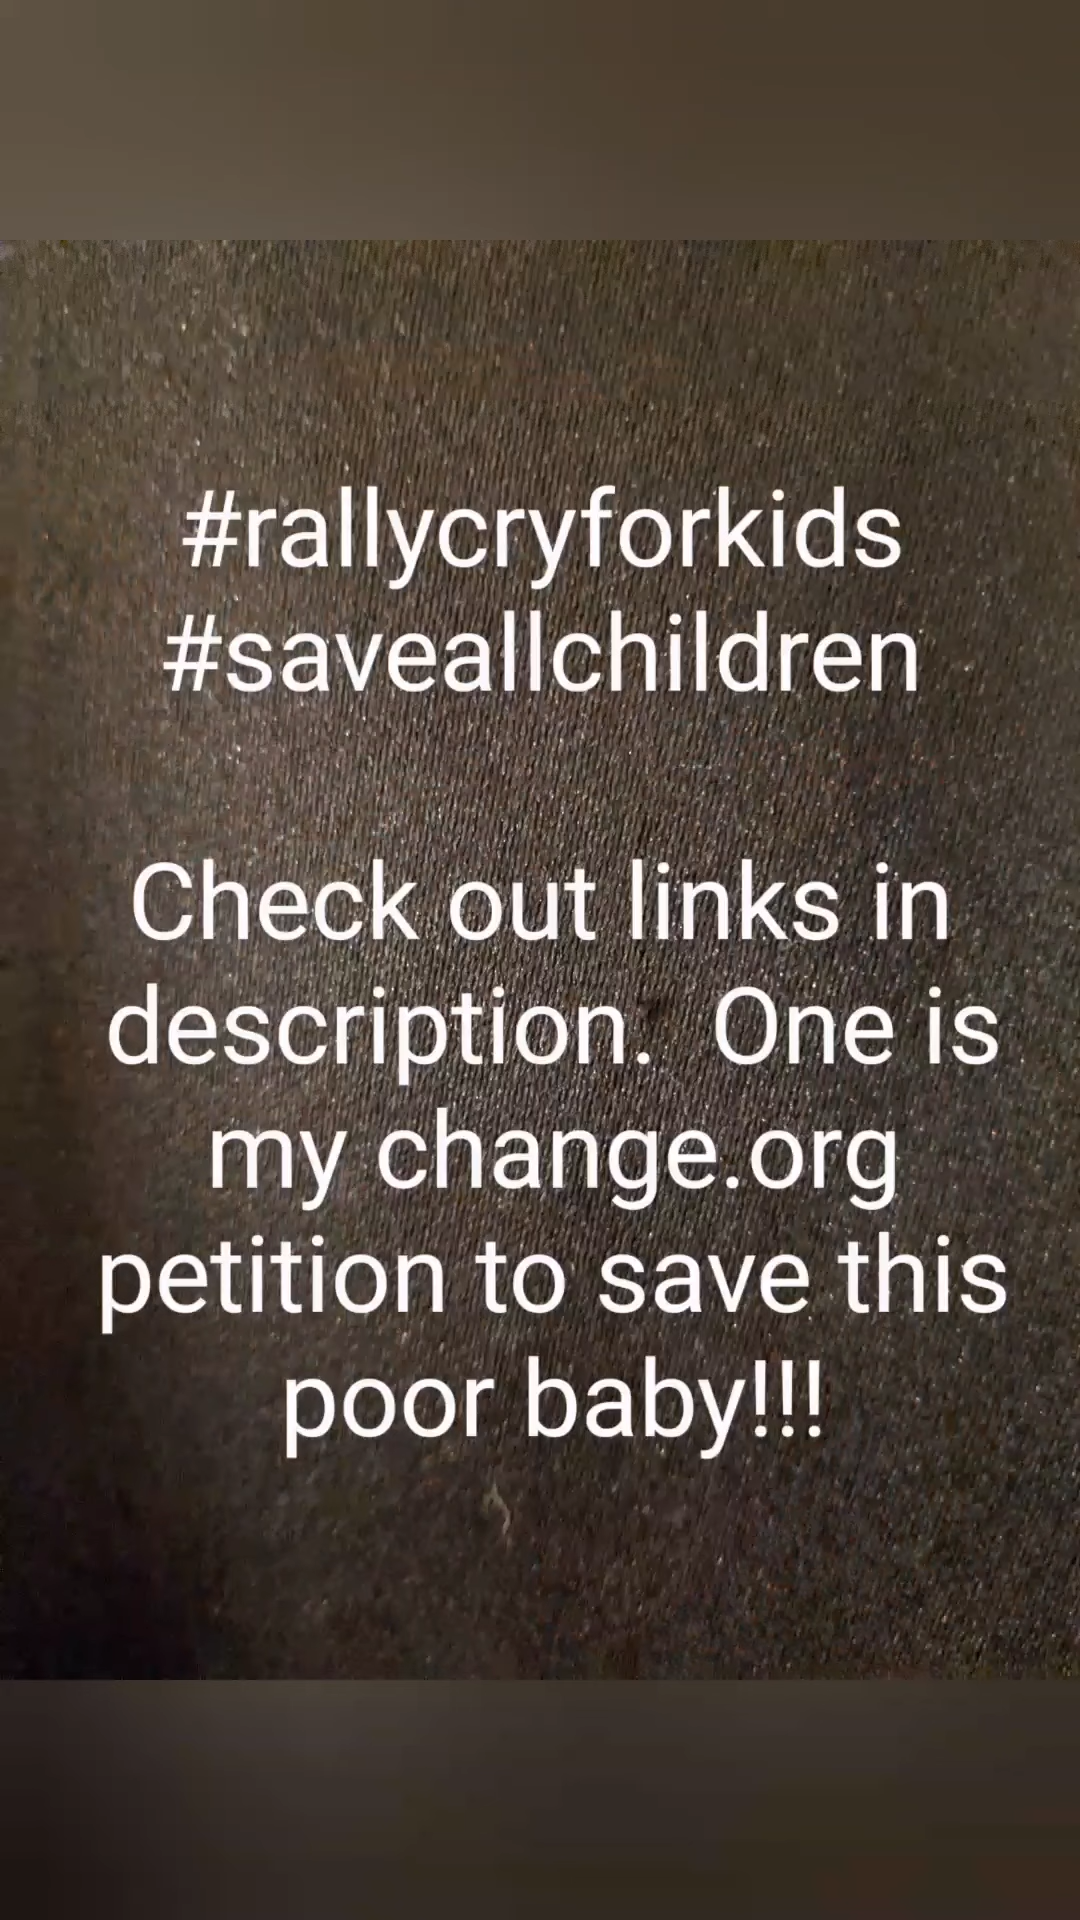 #rallycryforkids
#saveallchildren
Check out links in
description.  One is
my change.org
petition to save this
poor baby!!!